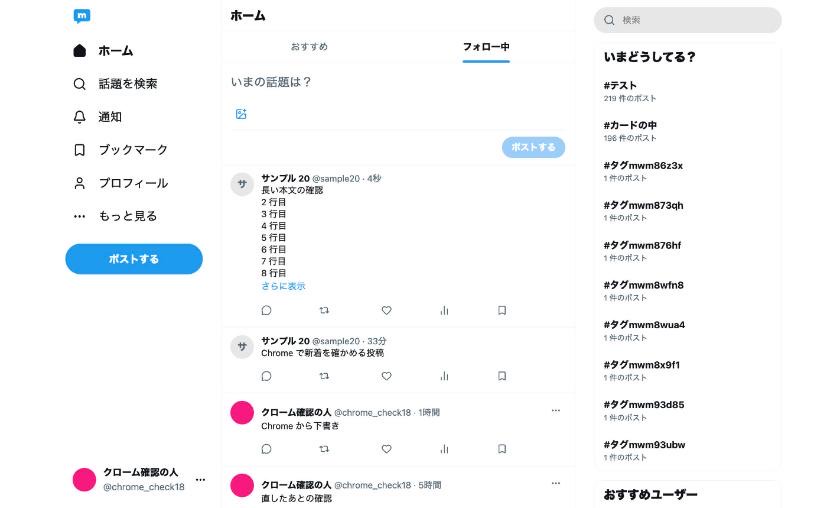 m
ホーム
話題を検索
通知
ブックマーク
プロフィール
もっと見る
ポストする
クローム確認の人
@chrome_check18
ホーム
おすすめ
フォロー中
いまの話題は？
ポストする
サ
サンプル 20 @sample20 · 4秒
長い本文の確認
2 行目
3 行目
4 行目
5 行目
6 行目
7 行目
8 行目
さらに表示
サ
サンプル 20 @sample20 · 33分
Chrome で新着を確かめる投稿
クローム確認の人 @chrome_check18 · 1時間
Chrome から下書き
クローム確認の人 @chrome_check18 · 5時間
直したあとの確認
検索
いまどうしてる？
#テスト
219 件のポスト
#カードの中
196 件のポスト
#タグmwm86z3x
1 件のポスト
#タグmwm873qh
1 件のポスト
#タグmwm876hf
1 件のポスト
#タグmwm8wfn8
1 件のポスト
#タグmwm8wua4
1 件のポスト
#タグmwm8x9f1
1 件のポスト
#タグmwm93d85
1 件のポスト
#タグmwm93ubw
1 件のポスト
おすすめユーザー